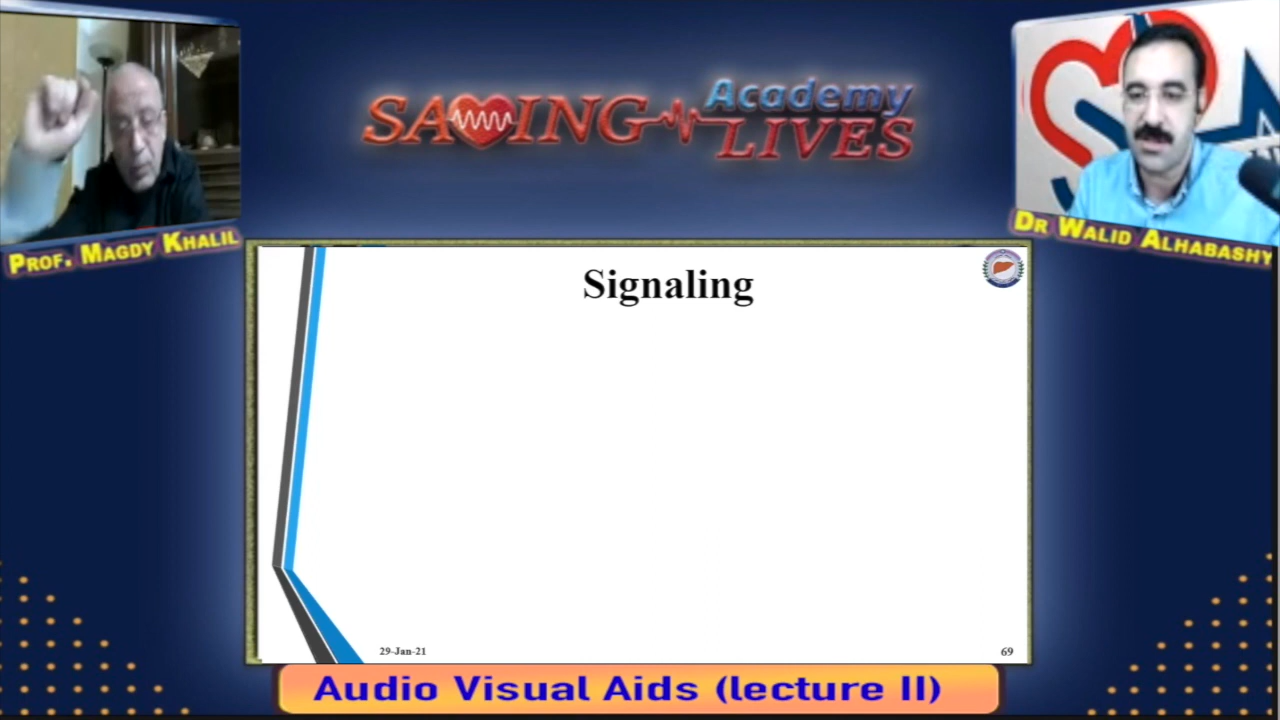 SAVING Academy
LIVES
PROF. MAGDY KHALIL
DR WALID ALHABASHY
Signaling
29-Jan-21
69
Audio Visual Aids (lecture II)